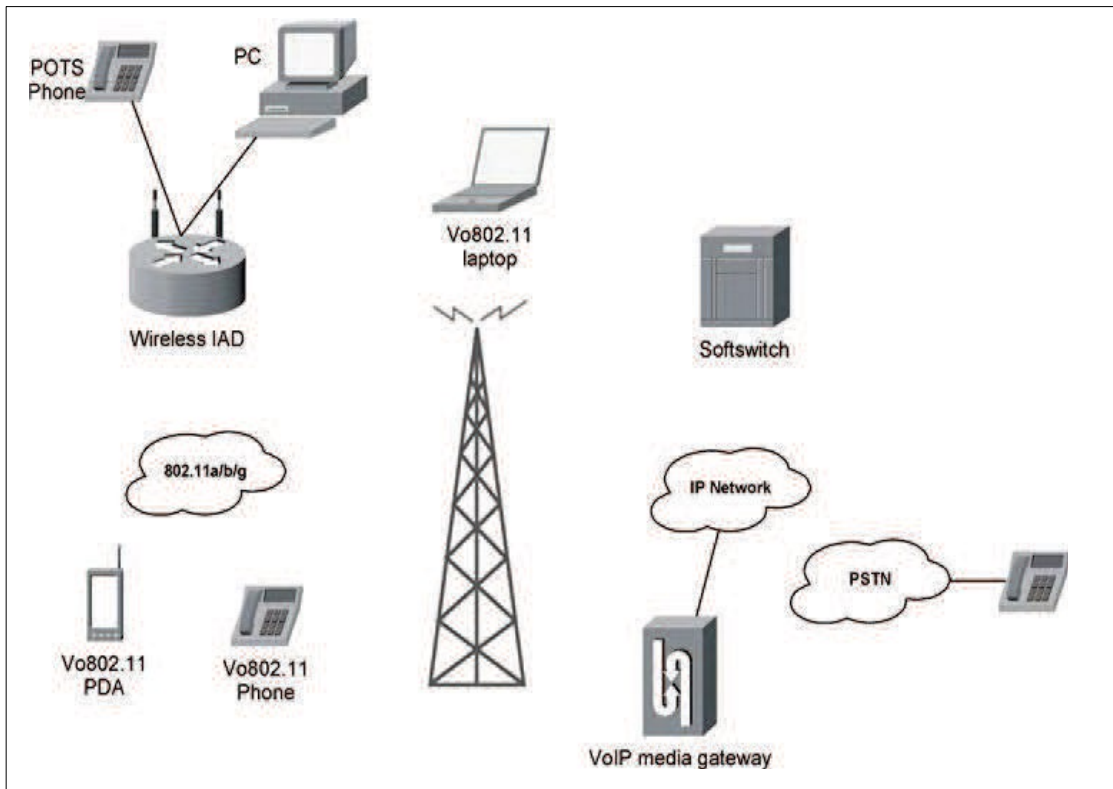 POTS
Phone
PC
Vo802.11
laptop
Wireless IAD
Softswitch
802.11a/b/g
IP Network
PSTN
Vo802.11
PDA
Vo802.11
Phone
VoIP media gateway